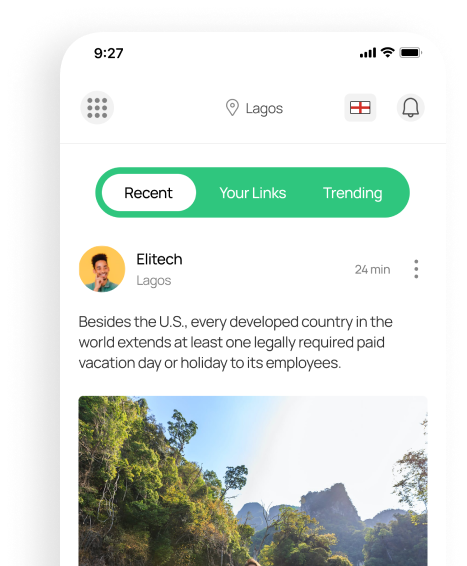 9:27
Lagos
Recent
Your Links
Trending
Elitech
24 min
Lagos
Besides the U.S., every developed country in the
world extends at least one legally required paid
vacation day or holiday to its employees.